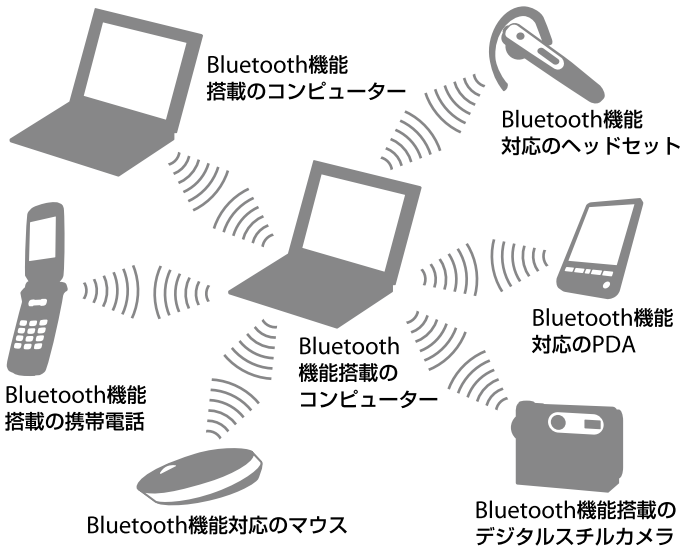 Bluetooth機能
搭載のコンピューター
Bluetooth機能
対応のヘッドセット
Bluetooth機能
対応のPDA
Bluetooth
機能搭載の
コンピューター
Bluetooth機能
搭載の携帯電話
Bluetooth機能対応のマウス
Bluetooth機能搭載の
デジタルスチルカメラ